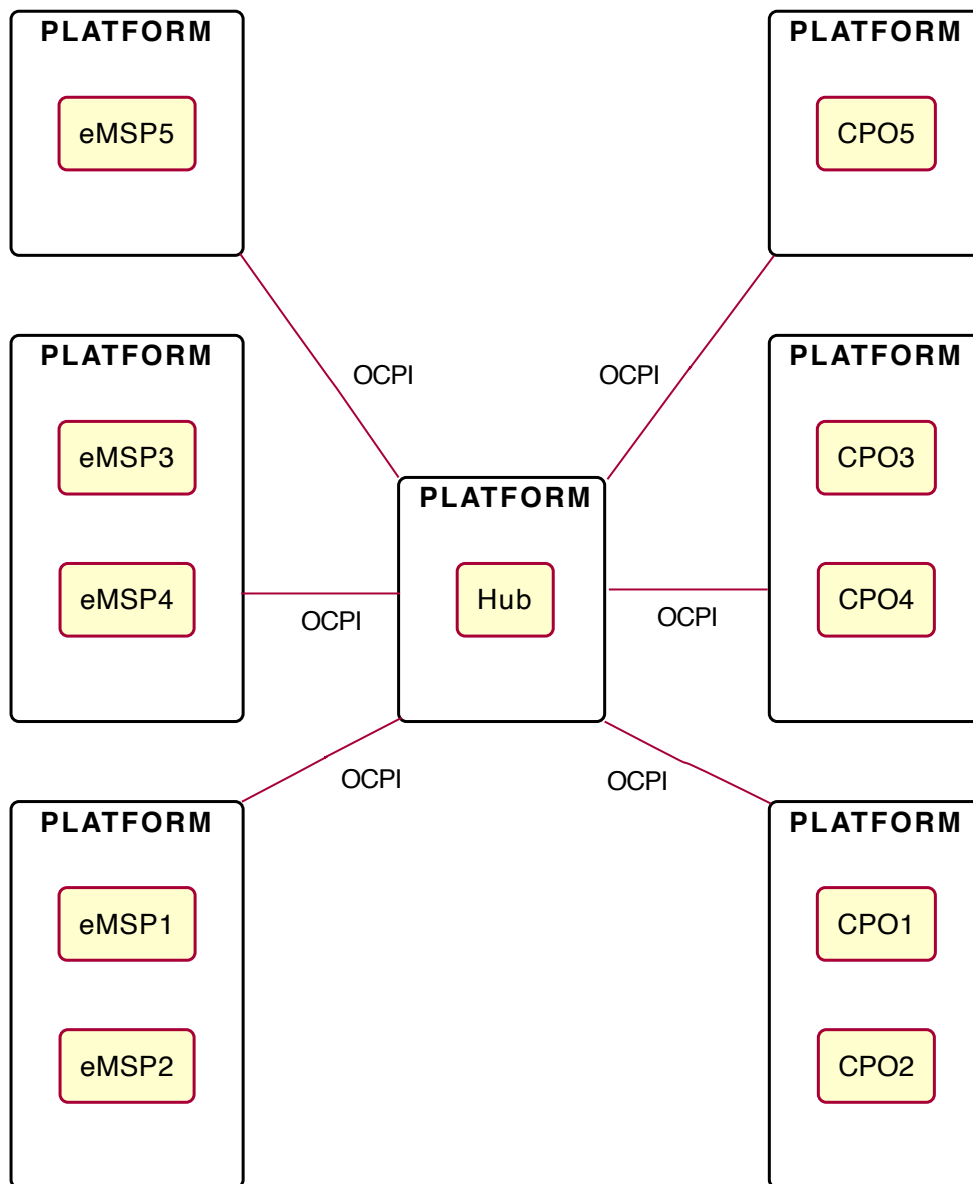 PLATFORM
eMSP5
PLATFORM
CPO5
OCPI
OCPI
PLATFORM
eMSP3
eMSP4
PLATFORM
Hub
PLATFORM
CPO3
CPO4
OCPI
OCPI
OCPI
OCPI
PLATFORM
eMSP1
eMSP2
PLATFORM
CPO1
CPO2